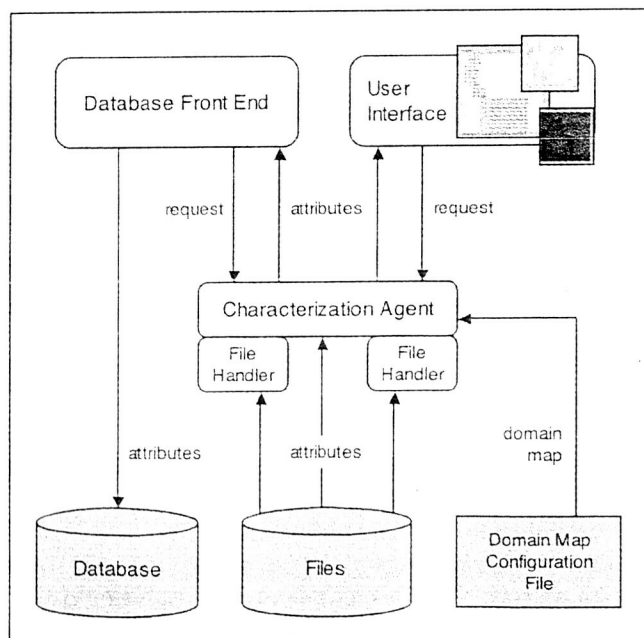 Database Front End
User
Interface
request
attributes
request
Characterization Agent
File
Handler
File
Handler
attributes
attributes
domain
map
Database
Files
Domain Map
Configuration
File